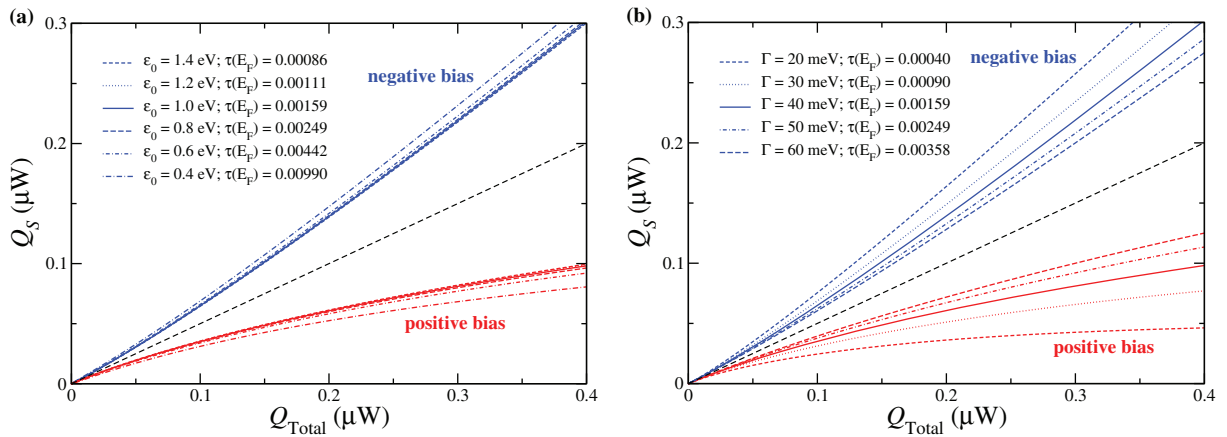 (a)
0.3
ε0 = 1.4 eV; τ(EF) = 0.00086
ε0 = 1.2 eV; τ(EF) = 0.00111
ε0 = 1.0 eV; τ(EF) = 0.00159
ε0 = 0.8 eV; τ(EF) = 0.00249
ε0 = 0.6 eV; τ(EF) = 0.00442
ε0 = 0.4 eV; τ(EF) = 0.00990
negative bias
0.2
QS (μW)
0.1
positive bias
0
0 0.1 0.2 0.3 0.4
QTotal (μW)
(b)
0.3
Γ = 20 meV; τ(EF) = 0.00040
Γ = 30 meV; τ(EF) = 0.00090
Γ = 40 meV; τ(EF) = 0.00159
Γ = 50 meV; τ(EF) = 0.00249
Γ = 60 meV; τ(EF) = 0.00358
negative bias
0.2
QS (μW)
0.1
positive bias
0
0 0.1 0.2 0.3 0.4
QTotal (μW)